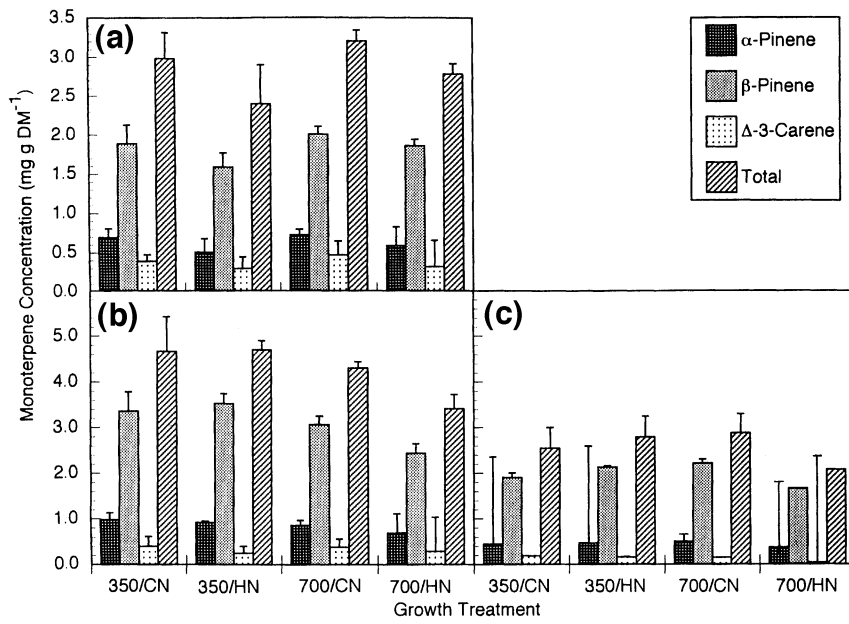 (a)
3.5
3.0
2.5
2.0
1.5
1.0
0.5
0.0
α-Pinene
β-Pinene
Δ-3-Carene
Total
Monoterpene Concentration (mg g DM⁻¹)
(b)
5.0
4.0
3.0
2.0
1.0
0.0
(c)
350/CN
350/HN
700/CN
700/HN
350/CN
350/HN
700/CN
700/HN
Growth Treatment